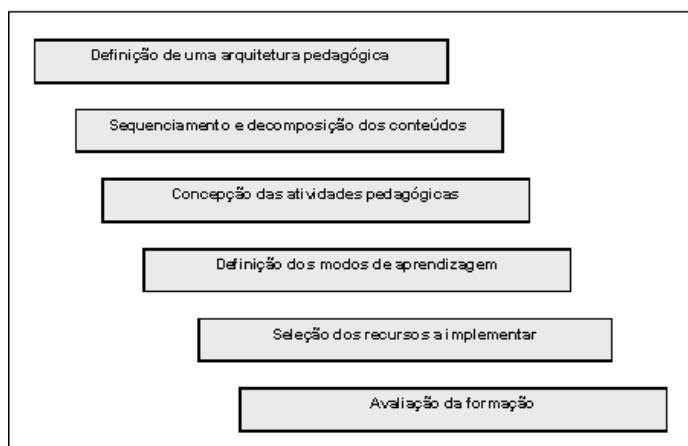 Definição de uma arquitetura pedagógica
Sequenciamento e decomposição dos conteúdos
Concepção das atividades pedagógicas
Definição dos modos de aprendizagem
Seleção dos recursos a implementar
Avaliação da formação